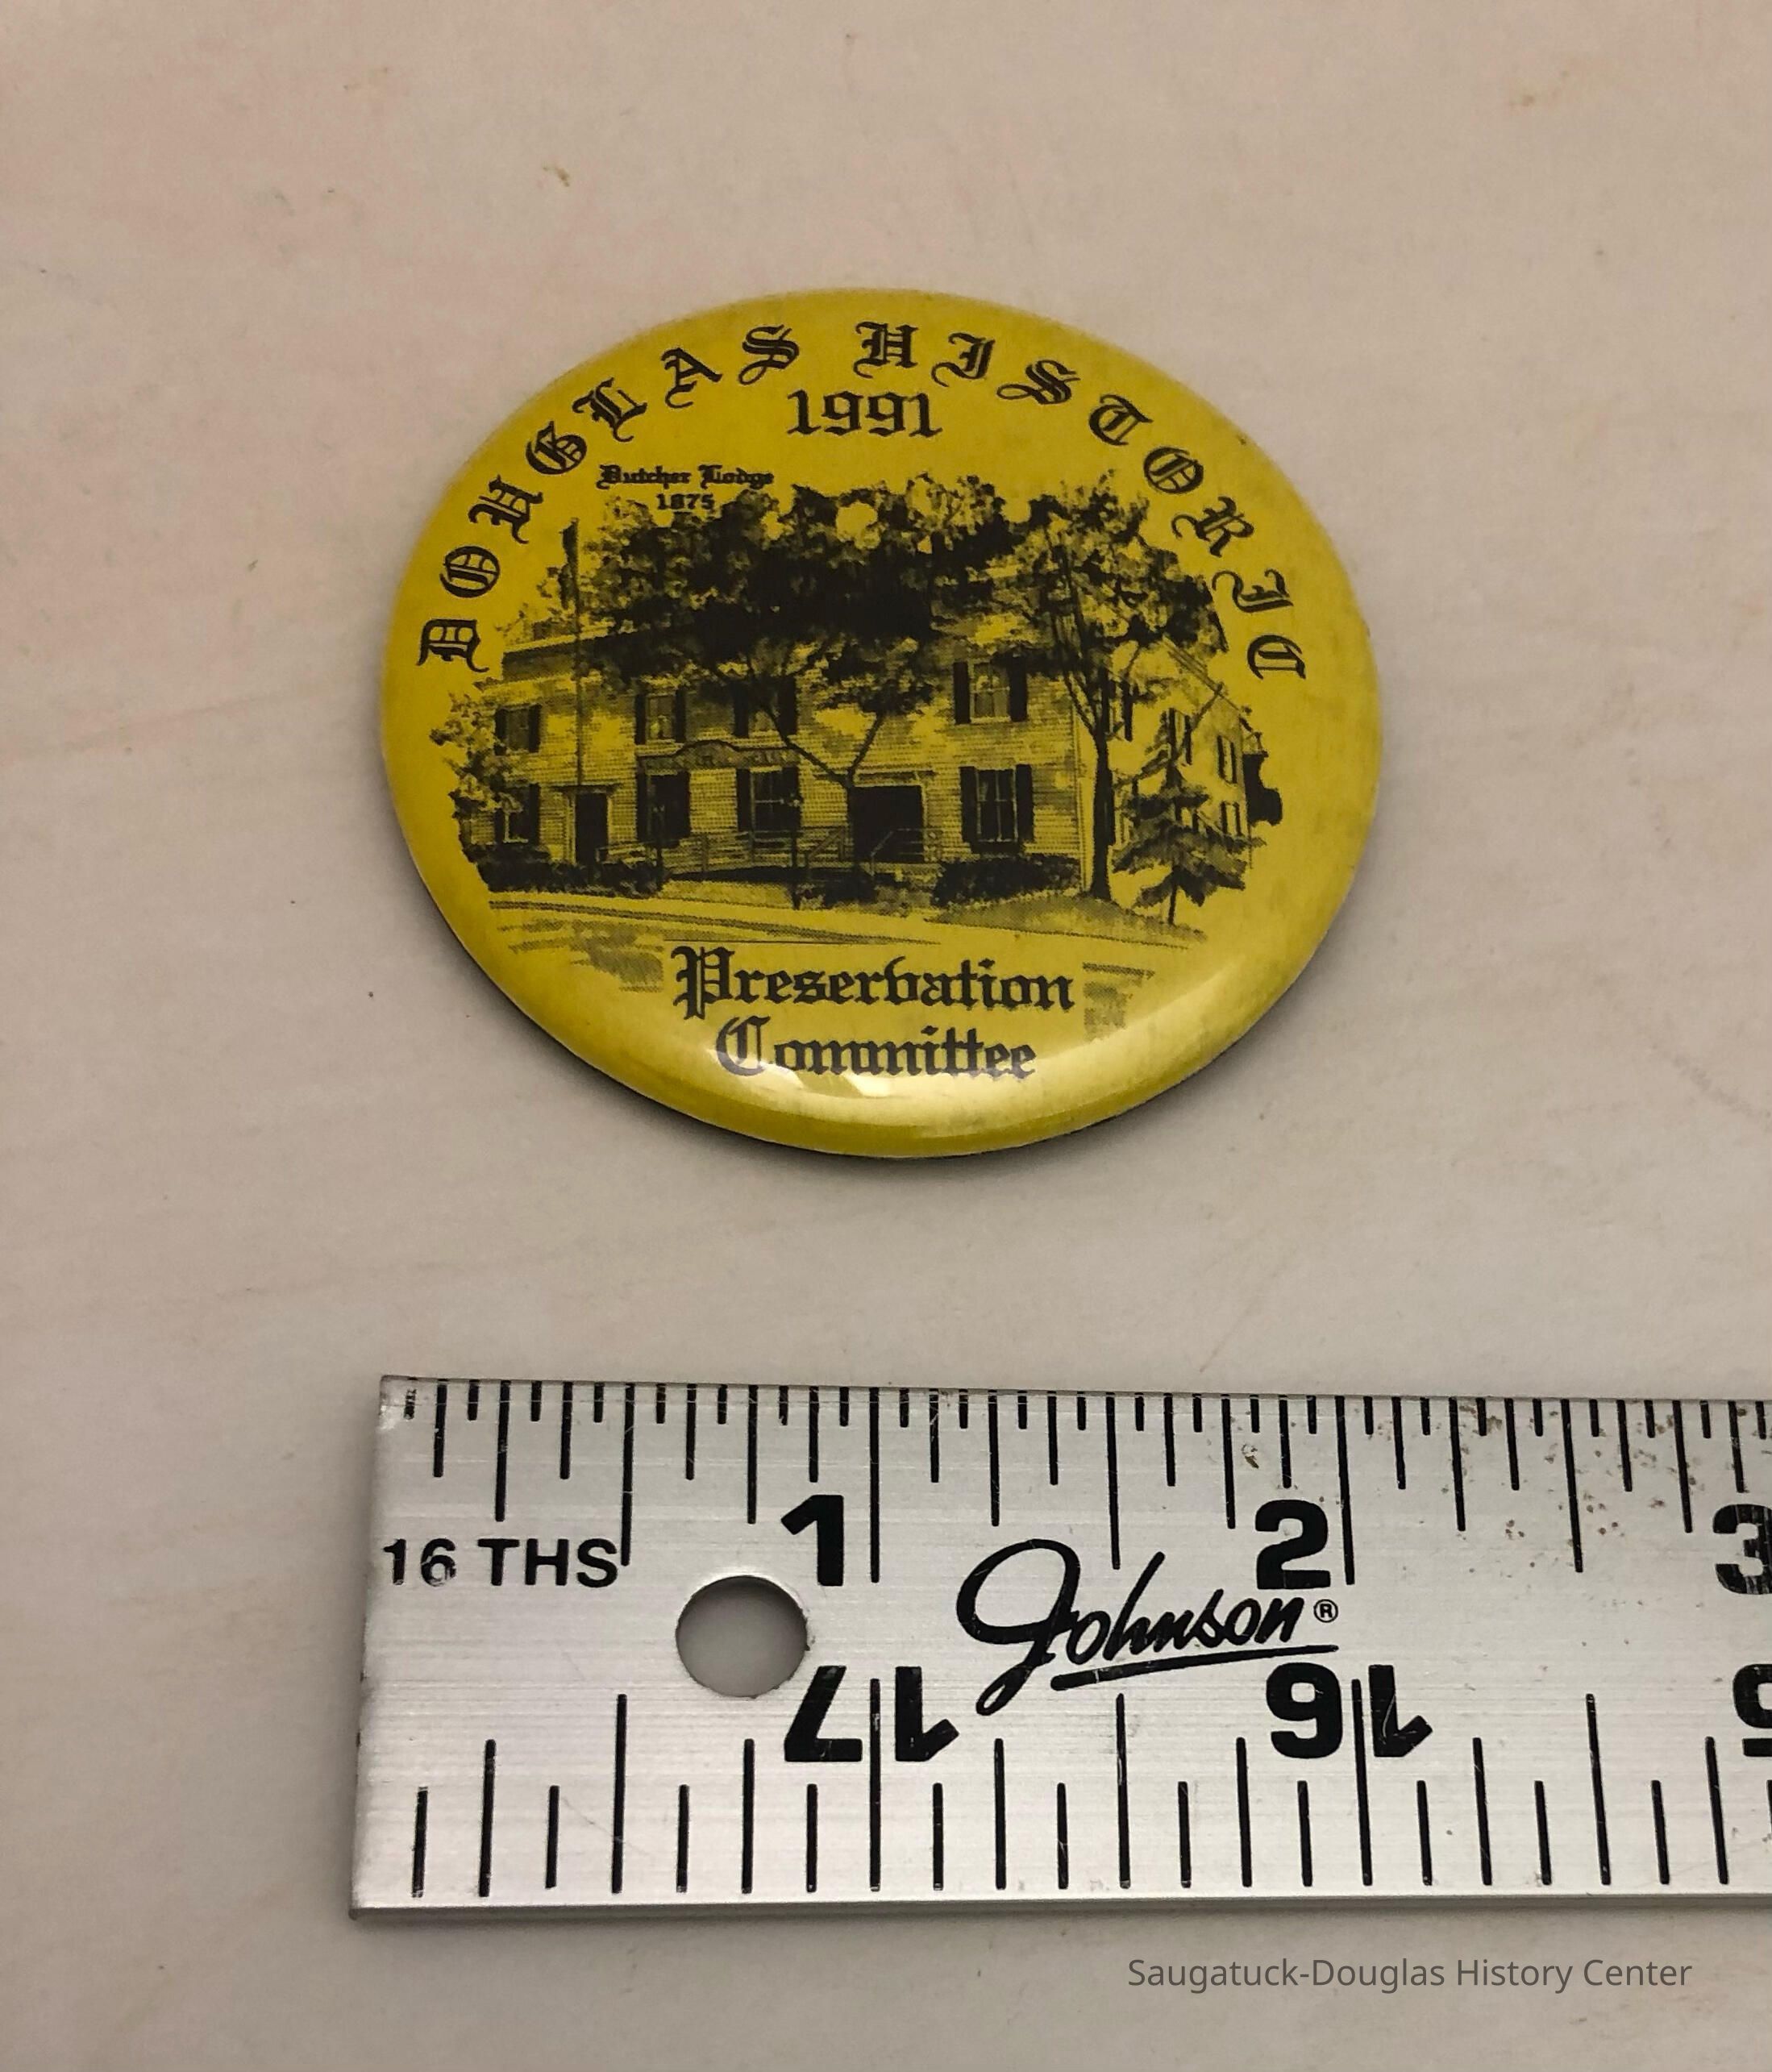 DOUGLAS HISTORIC
1991
Dutcher Lodge
1875
Preservation
Committee
16 THS
1
2
3
Johnson®
17
16
Saugatuck-Douglas History Center